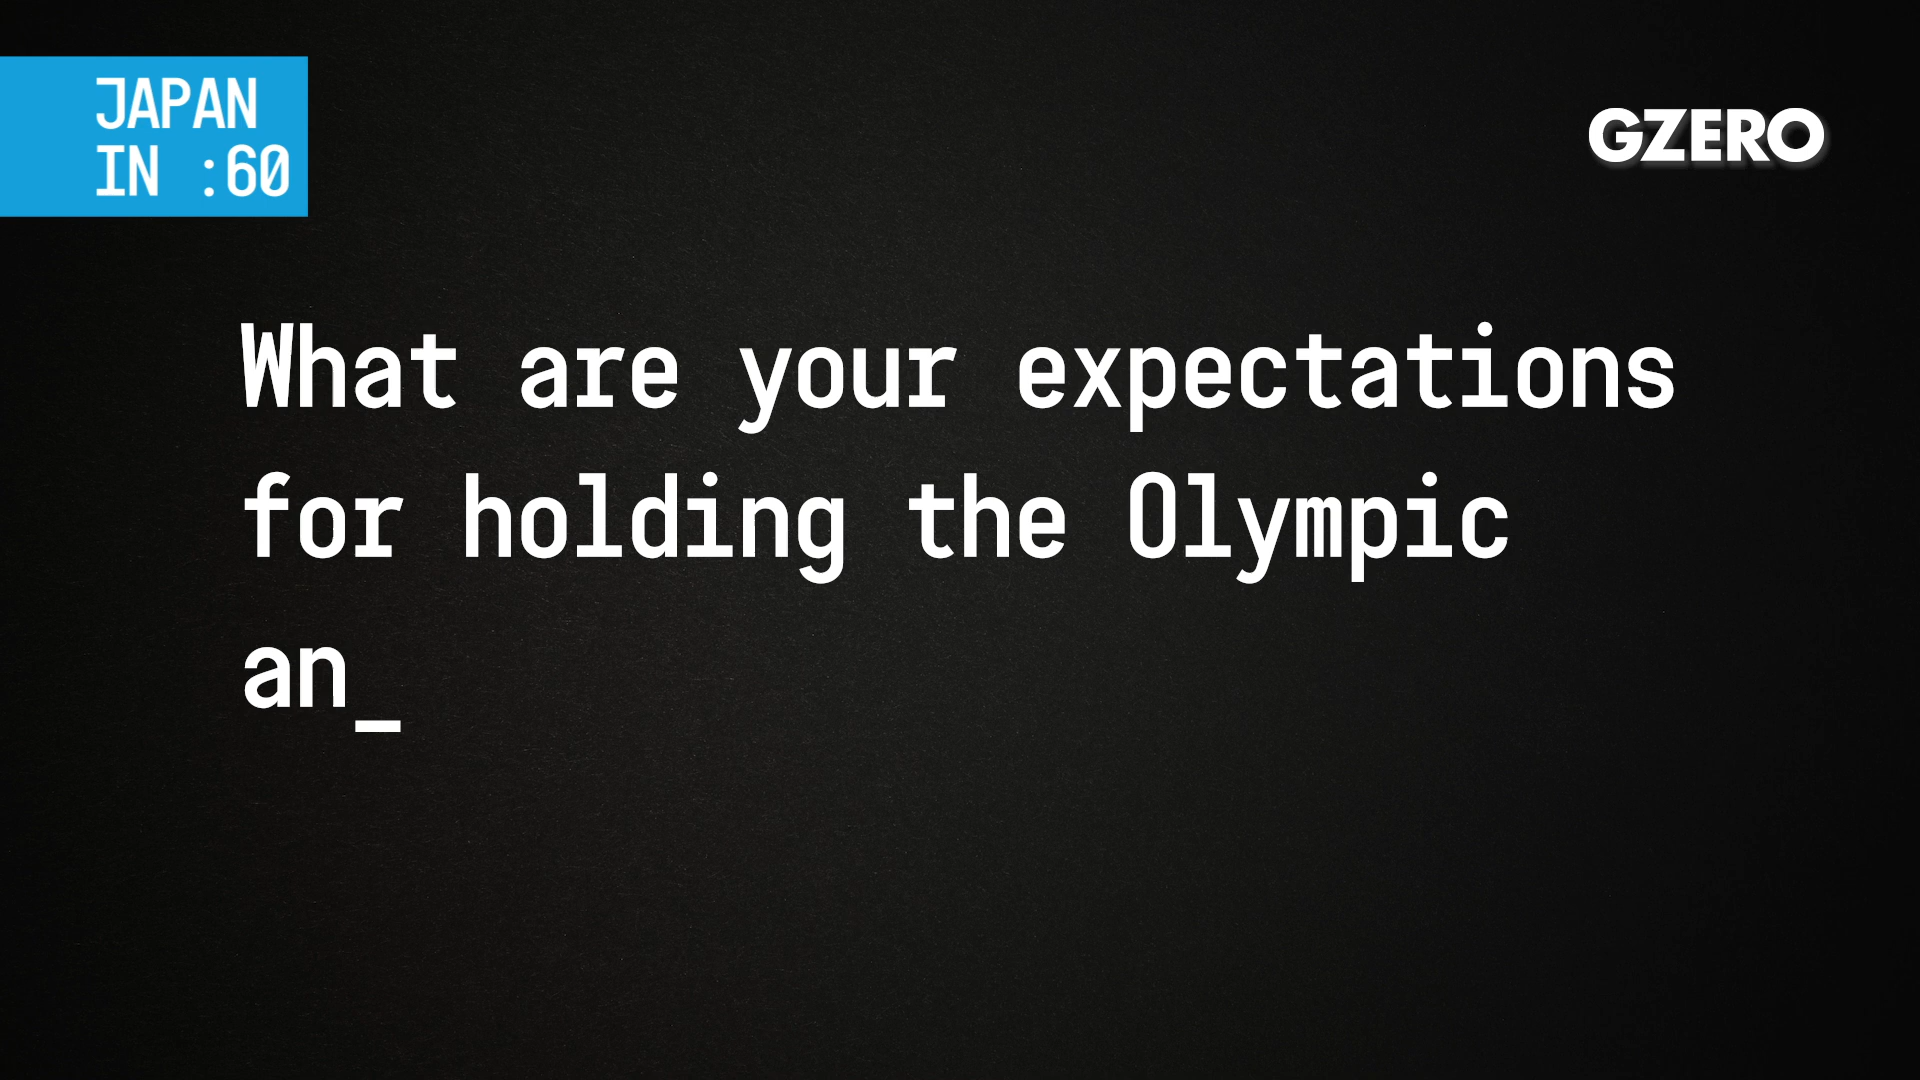 JAPAN
IN :60
GZERO
What are your expectations
for holding the Olympic
an_